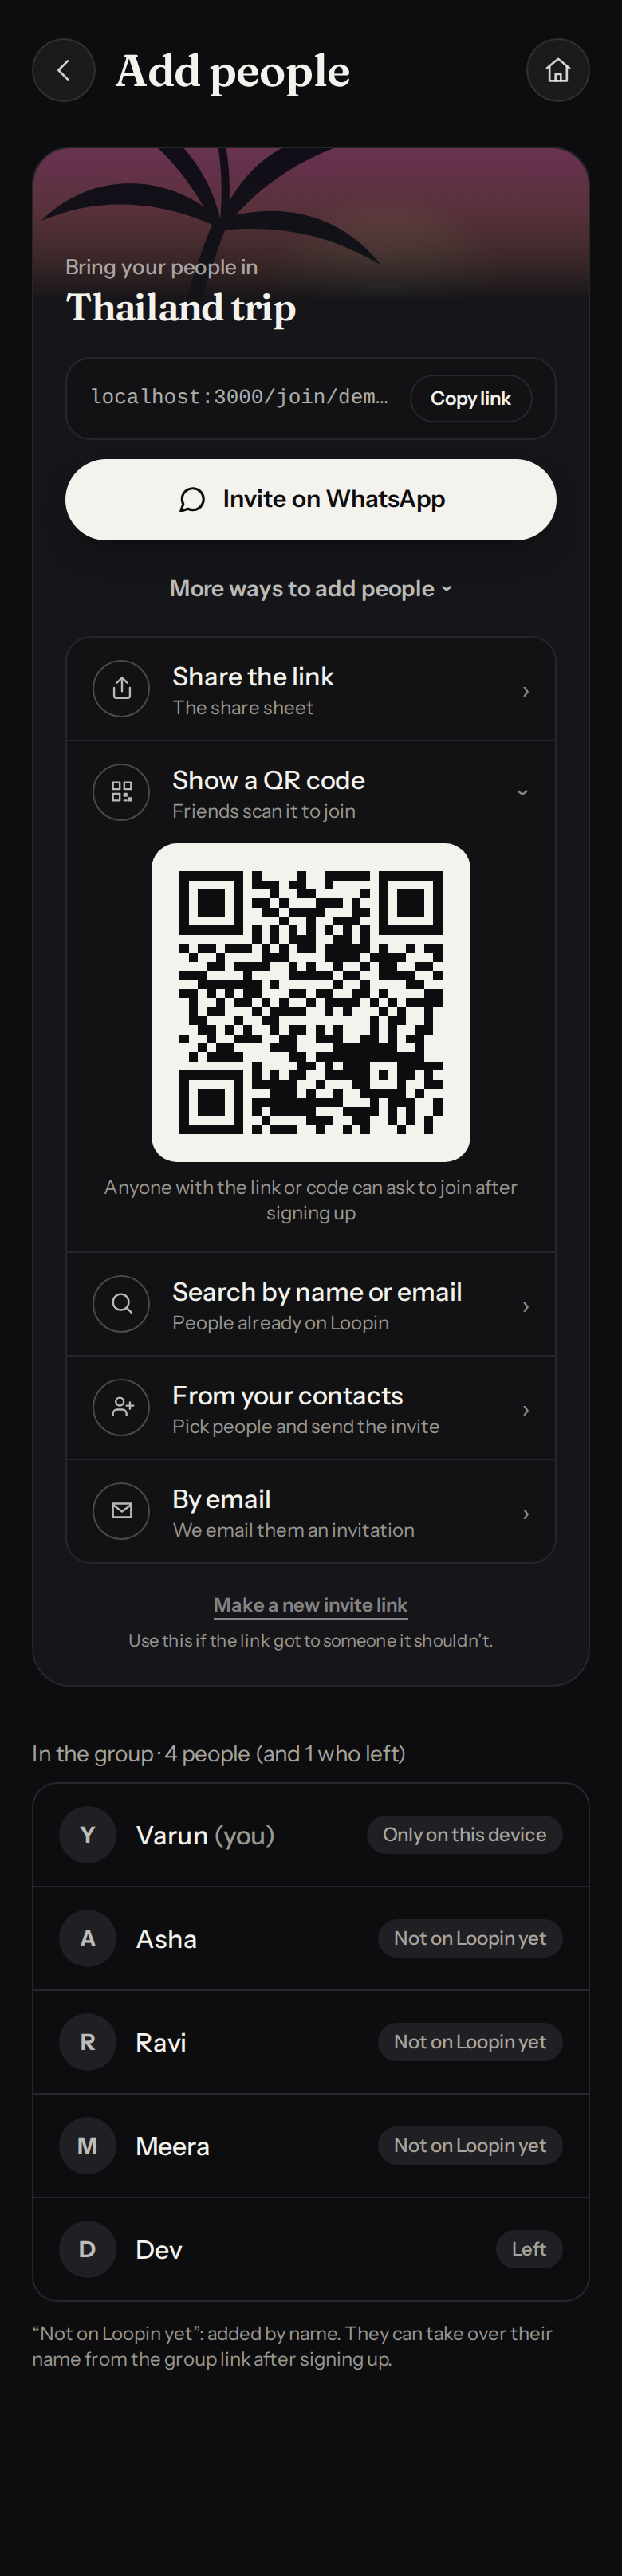 Add people
Bring your people in
Thailand trip
localhost:3000/join/dem…
Copy link
Invite on WhatsApp
More ways to add people
Share the link
The share sheet
Show a QR code
Friends scan it to join
Anyone with the link or code can ask to join after
signing up
Search by name or email
People already on Loopin
From your contacts
Pick people and send the invite
By email
We email them an invitation
Make a new invite link
Use this if the link got to someone it shouldn’t.
In the group · 4 people (and 1 who left)
Y Varun (you) Only on this device
A Asha Not on Loopin yet
R Ravi Not on Loopin yet
M Meera Not on Loopin yet
D Dev Left
“Not on Loopin yet”: added by name. They can take over their
name from the group link after signing up.